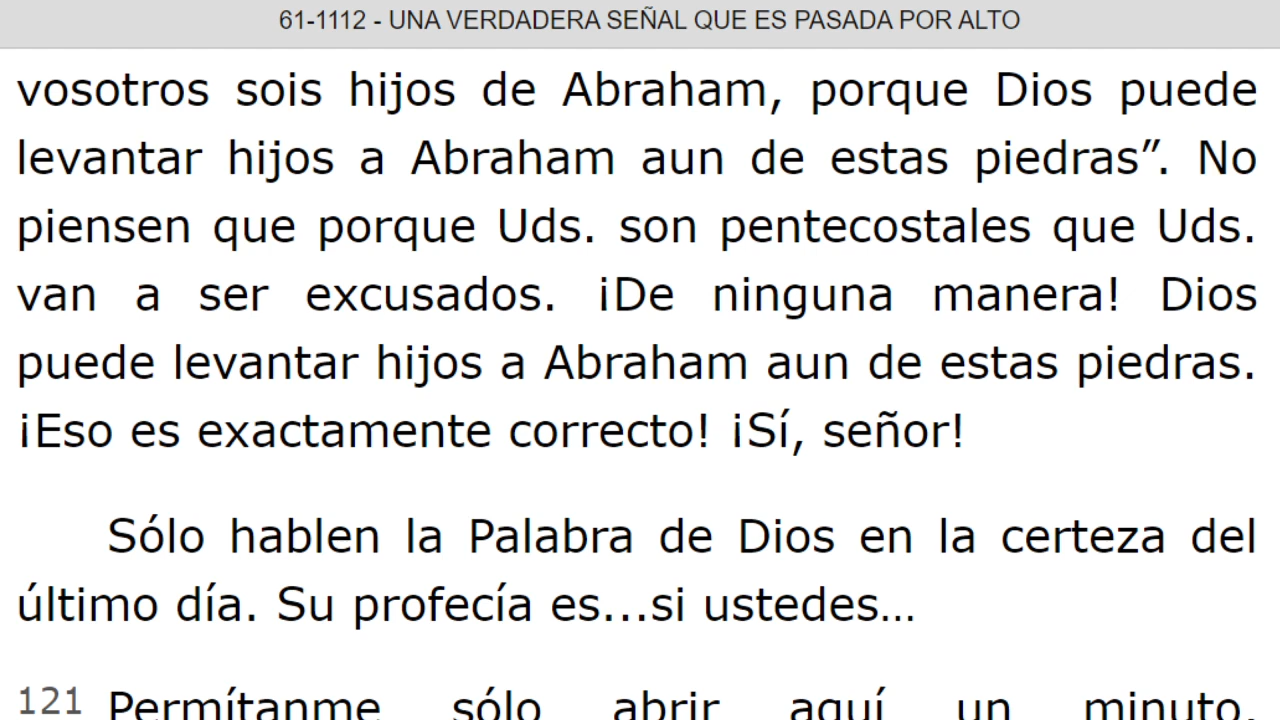 61-1112 - UNA VERDADERA SEÑAL QUE ES PASADA POR ALTO
vosotros sois hijos de Abraham, porque Dios puede
levantar hijos a Abraham aun de estas piedras”. No
piensen que porque Uds. son pentecostales que Uds.
van a ser excusados. ¡De ninguna manera! Dios
puede levantar hijos a Abraham aun de estas piedras.
¡Eso es exactamente correcto! ¡Sí, señor!
Sólo hablen la Palabra de Dios en la certeza del
último día. Su profecía es...si ustedes...
121 Permítanme sólo abrir aquí un minuto.